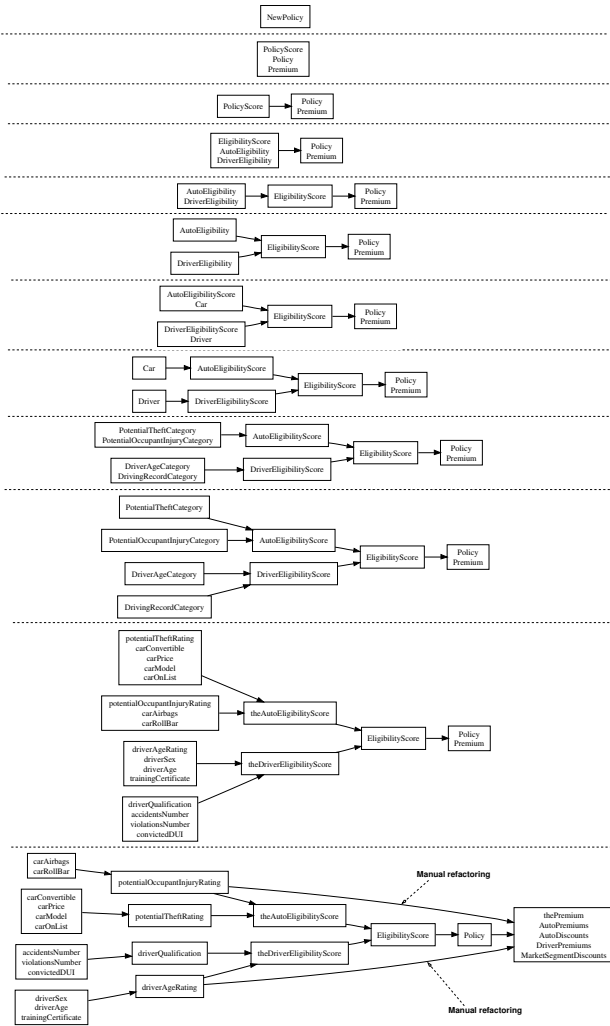 NewPolicy
PolicyScore
Policy
Premium
PolicyScore
Policy
Premium
EligibilityScore
AutoEligibility
DriverEligibility
Policy
Premium
AutoEligibility
DriverEligibility
EligibilityScore
Policy
Premium
AutoEligibility
DriverEligibility
EligibilityScore
Policy
Premium
AutoEligibilityScore
Car
DriverEligibilityScore
Driver
EligibilityScore
Policy
Premium
Car
AutoEligibilityScore
Driver
DriverEligibilityScore
EligibilityScore
Policy
Premium
PotentialTheftCategory
PotentialOccupantInjuryCategory
AutoEligibilityScore
DriverAgeCategory
DrivingRecordCategory
DriverEligibilityScore
EligibilityScore
Policy
Premium
PotentialTheftCategory
PotentialOccupantInjuryCategory
AutoEligibilityScore
DriverAgeCategory
DriverEligibilityScore
DrivingRecordCategory
EligibilityScore
Policy
Premium
potentialTheftRating
carConvertible
carPrice
carModel
carOnList
potentialOccupantInjuryRating
carAirbags
carRollBar
theAutoEligibilityScore
driverAgeRating
driverSex
driverAge
trainingCertificate
theDriverEligibilityScore
driverQualification
accidentsNumber
violationsNumber
convictedDUI
EligibilityScore
Policy
Premium
carAirbags
carRollBar
potentialOccupantInjuryRating
Manual refactoring
carConvertible
carPrice
carModel
carOnList
potentialTheftRating
theAutoEligibilityScore
accidentsNumber
violationsNumber
convictedDUI
driverQualification
theDriverEligibilityScore
EligibilityScore
Policy
thePremium
AutoPremiums
AutoDiscounts
DriverPremiums
MarketSegmentDiscounts
driverSex
driverAge
trainingCertificate
driverAgeRating
Manual refactoring